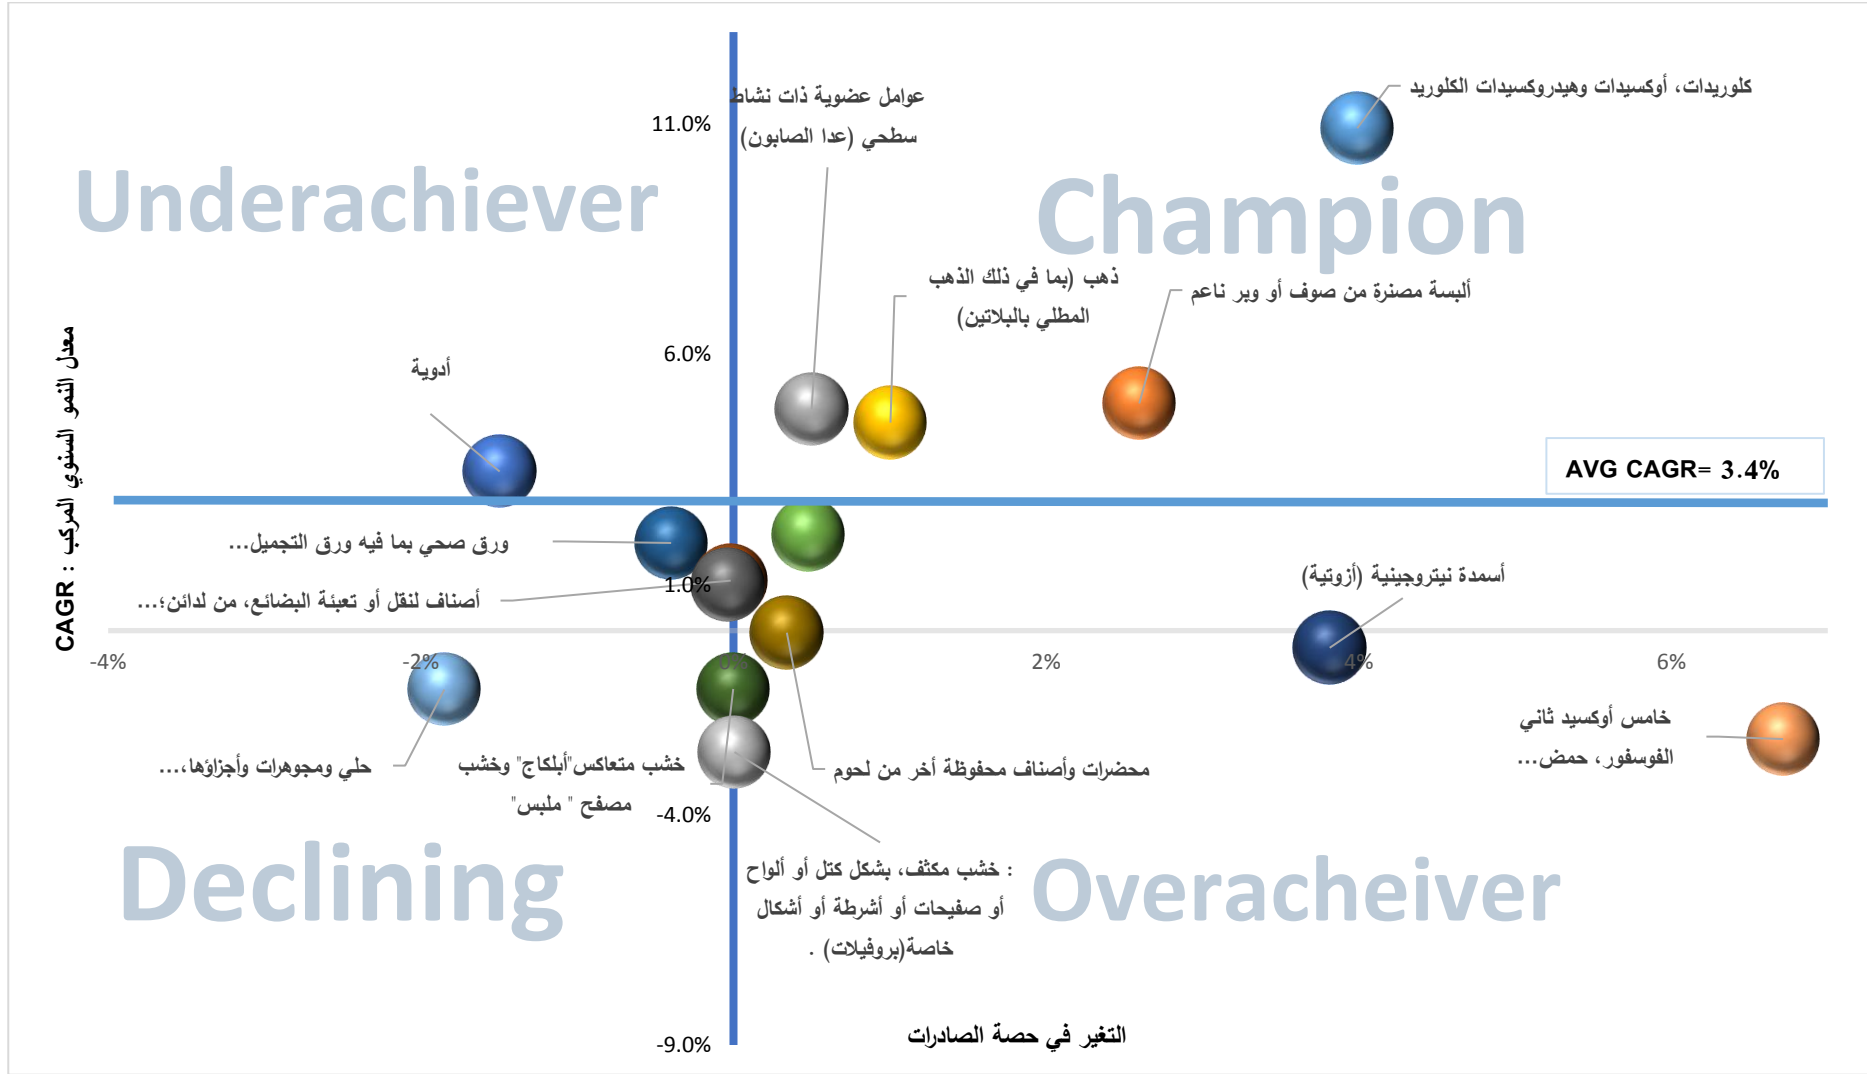 عوامل عضوية ذات نشاط
سطحي (عدا الصابون)
كلوريدات، أوكسيدات وهيدروكسيدات الكلوريد
11.0%
Underachiever
Champion
ذهب (بما في ذلك الذهب
المطلي بالبلاتين)
ألبسة مصنرة من صوف أو وبر ناعم
6.0%
أدوية
معدل النمو السنوي المركب : CAGR
AVG CAGR= 3.4%
ورق صحي بما فيه ورق التجميل...
أصناف لنقل أو تعبئة البضائع، من لدائن؛...
1.0%
أسمدة نيتروجينية (أزوتية)
-4%
-2%
0%
2%
4%
6%
خامس أوكسيد ثاني
الفوسفور، حمض...
حلي ومجوهرات وأجزاؤها،...
خشب متعاكس"أبلكاج" وخشب
مصفح " ملبس"
محضرات وأصناف محفوظة أخر من لحوم
-4.0%
Declining
Overacheiver
: خشب مكثف، بشكل كتل أو ألواح
أو صفيحات أو أشرطة أو أشكال
خاصة(بروفيلات) .
-9.0%
التغير في حصة الصادرات